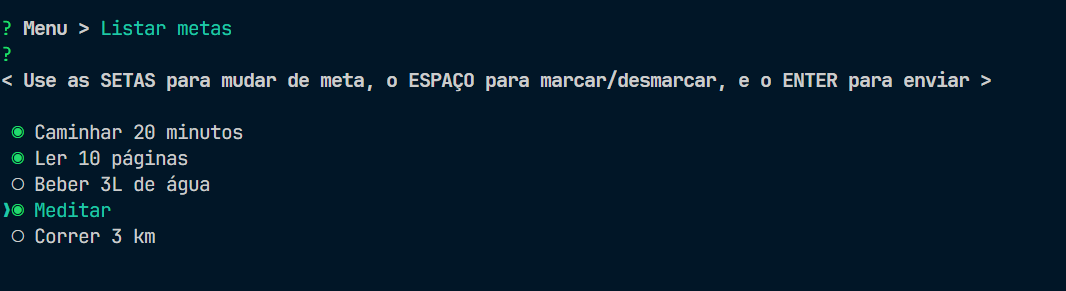 ? Menu > Listar metas
?
< Use as SETAS para mudar de meta, o ESPAÇO para marcar/desmarcar, e o ENTER para enviar >
◉ Caminhar 20 minutos
◉ Ler 10 páginas
○ Beber 3L de água
❯◉ Meditar
○ Correr 3 km